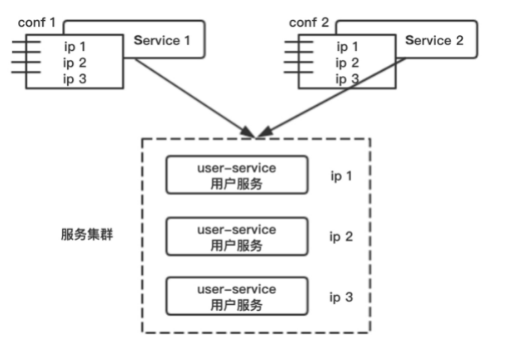 conf 1
Service 1
ip 1
ip 2
ip 3
conf 2
Service 2
ip 1
ip 2
ip 3
user-service
用户服务
ip 1
服务集群
user-service
用户服务
ip 2
user-service
用户服务
ip 3